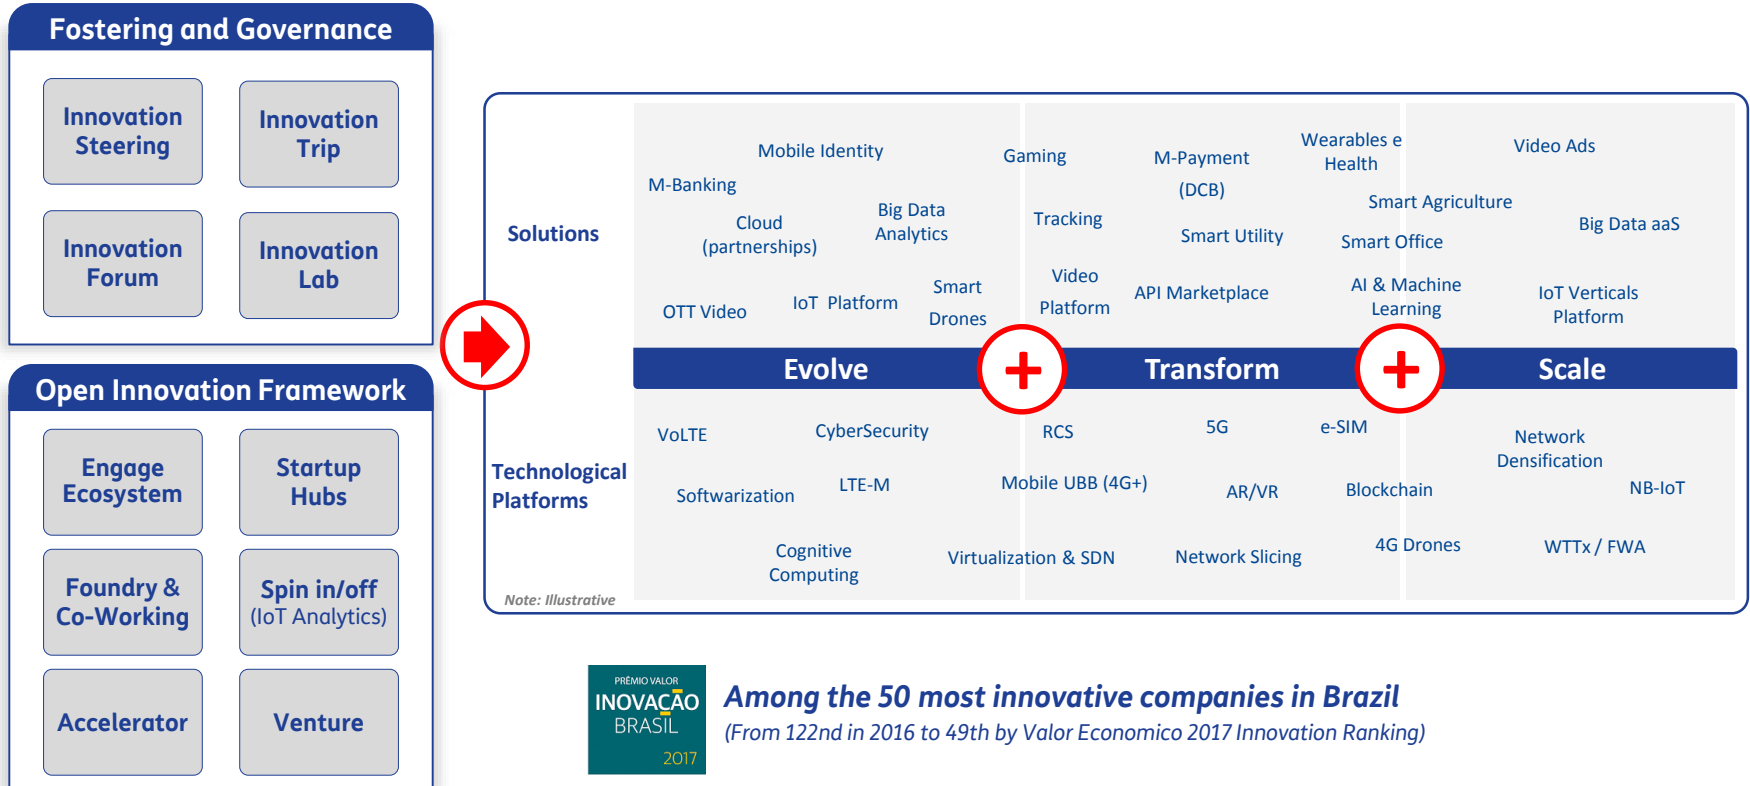 Fostering and Governance
Innovation
Steering
Innovation
Trip
Innovation
Forum
Innovation
Lab
Open Innovation Framework
Engage
Ecosystem
Startup
Hubs
Foundry &
Co-Working
Spin in/off
(IoT Analytics)
Accelerator
Venture
Solutions
Mobile Identity
M-Banking
Cloud
(partnerships)
Big Data
Analytics
OTT Video
IoT Platform
Smart
Drones
Gaming
Tracking
Video
Platform
M-Payment
(DCB)
Smart Utility
API Marketplace
Wearables e
Health
Smart Agriculture
Smart Office
AI & Machine
Learning
Video Ads
Big Data aaS
IoT Verticals
Platform
Evolve
+
Transform
+
Scale
Technological
Platforms
VoLTE
CyberSecurity
Softwarization
LTE-M
Cognitive
Computing
RCS
Mobile UBB (4G+)
Virtualization & SDN
5G
e-SIM
AR/VR
Blockchain
Network Slicing
4G Drones
Network
Densification
NB-IoT
WTTx / FWA
Note: Illustrative
PRÊMIO VALOR
INOVAÇÃO
BRASIL
2017
Among the 50 most innovative companies in Brazil
(From 122nd in 2016 to 49th by Valor Economico 2017 Innovation Ranking)